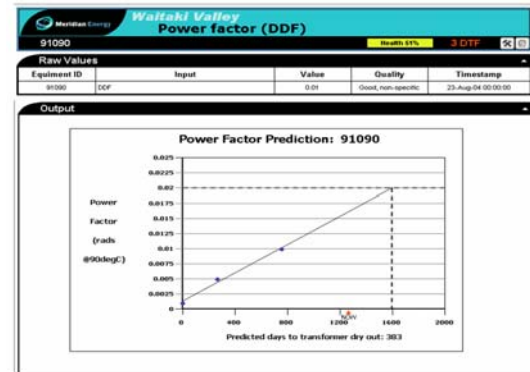 Meridian Energy
Waitaki Valley
Power factor (DDF)
91090
Health 61%
3.DTF
Raw Values
Equiment ID Input Value Quality Timestamp
91090 DDF 0.01 Good, non-specific 23-Aug-04 00:00:00
Output
Power Factor Prediction: 91090
Power
Factor
(rads
@90degC)
0.025
0.0225
0.02
0.0175
0.015
0.0125
0.01
0.0075
0.005
0.0025
0
0 400 800 1200 1600 2000
NOW
Predicted days to transformer dry out: 383